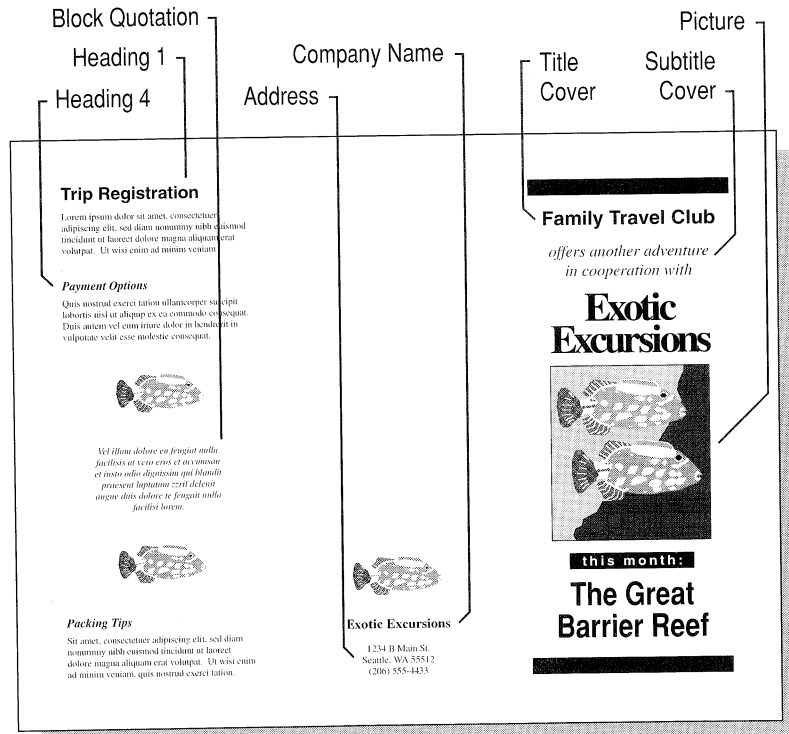 Block Quotation
Picture
Heading 1
Company Name
Title
Cover
Subtitle
Cover
Heading 4
Address
Trip Registration
Lorem ipsum dolor sit amet, consectetuer
adipiscing elit, sed diam nonummy nibh euismod
tincidunt ut laoreet dolore magna aliquam erat
volutpat. Ut wisi enim ad minim veniam
Payment Options
Quis nostrud exerci tation ullamcorper suscipit
lobortis nisl ut aliquip ex ea commodo consequat.
Duis autem vel eum iriure dolor in hendrerit in
vulputate velit esse molestie consequat.
Vel illum dolore eu feugiat nulla
facilisis at vero eros et accumsan
et iusto odio dignissim qui blandit
praesent luptatum zzril delenit
augue duis dolore te feugait nulla
facilisi lorem.
Packing Tips
Sit amet, consectetuer adipiscing elit, sed diam
nonummy nibh euismod tincidunt ut laoreet
dolore magna aliquam erat volutpat. Ut wisi enim
ad minim veniam, quis nostrud exerci tation.
Exotic Excursions
1234 B Main St.
Seattle, WA 55512
(206) 555-4433
Family Travel Club
offers another adventure
in cooperation with
Exotic
Excursions
this month:
The Great
Barrier Reef